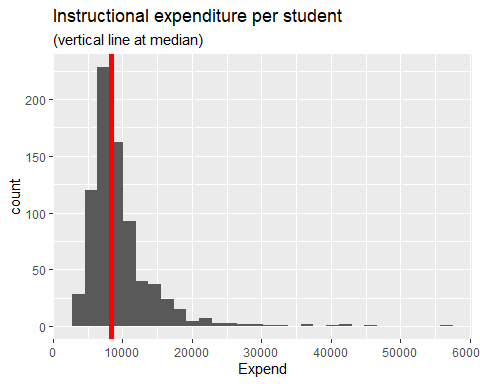 Instructional expenditure per student
(vertical line at median)
count
200
150
100
50
0
0 10000 20000 30000 40000 50000 60000
Expend